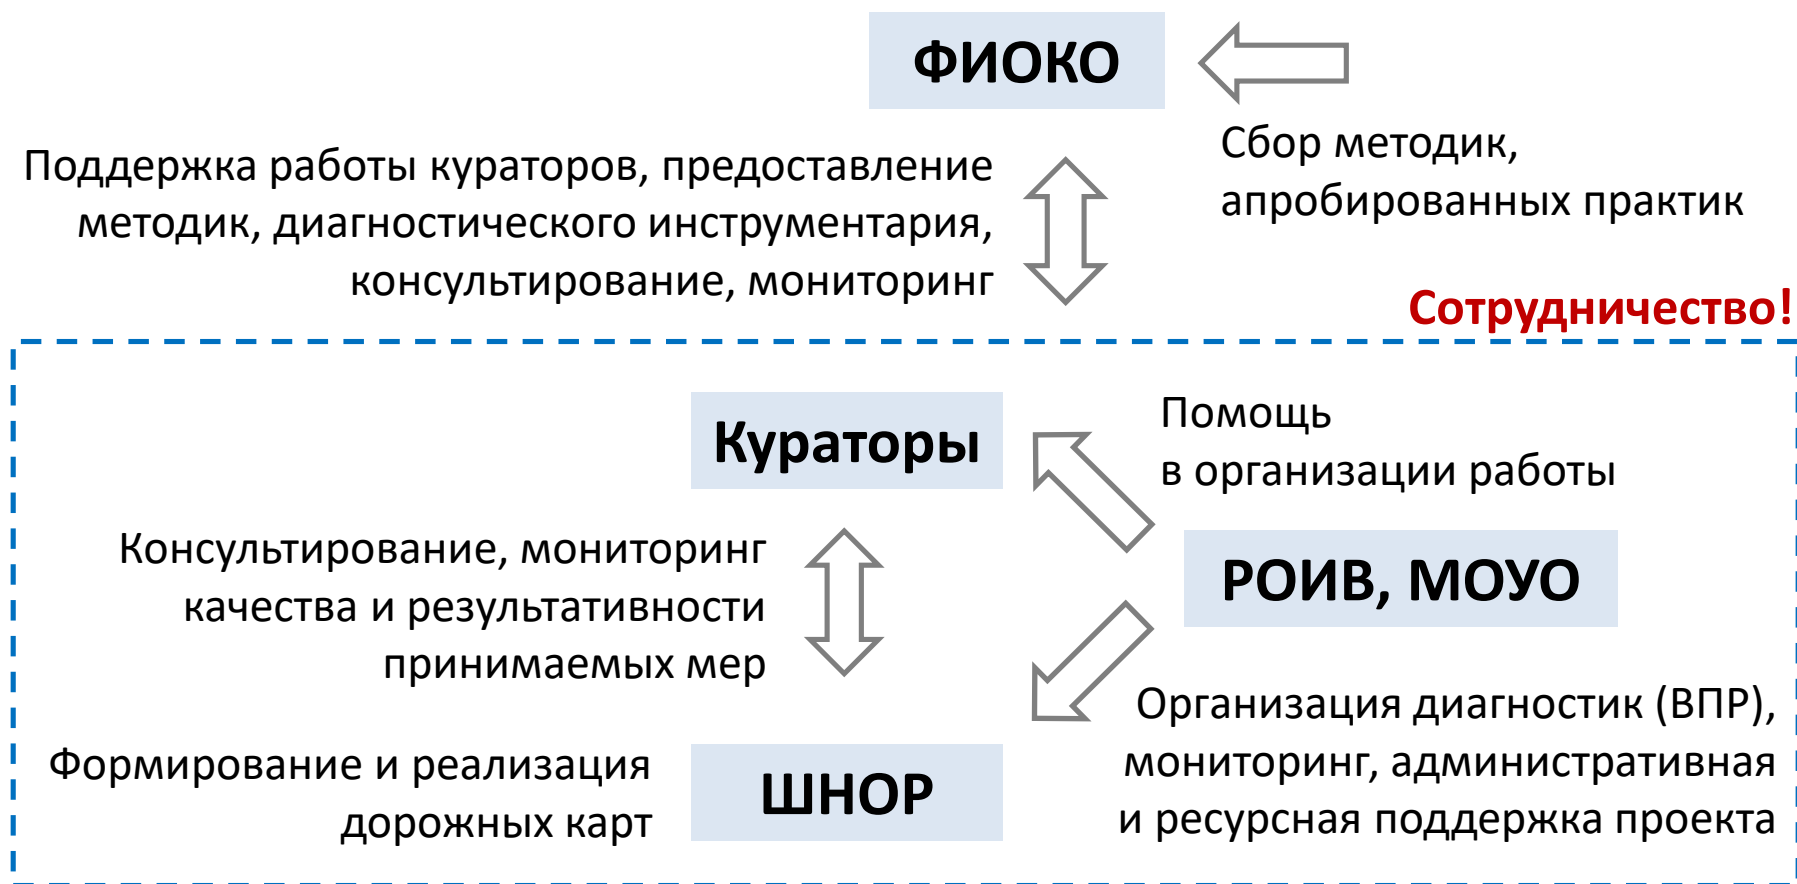 ФИОКО
Сбор методик,
апробированных практик
Поддержка работы кураторов, предоставление
методик, диагностического инструментария,
консультирование, мониторинг
Сотрудничество!
Кураторы
Помощь
в организации работы
Консультирование, мониторинг
качества и результативности
принимаемых мер
РОИВ, МОУО
Формирование и реализация
дорожных карт
ШНОР
Организация диагностик (ВПР),
мониторинг, административная
и ресурсная поддержка проекта